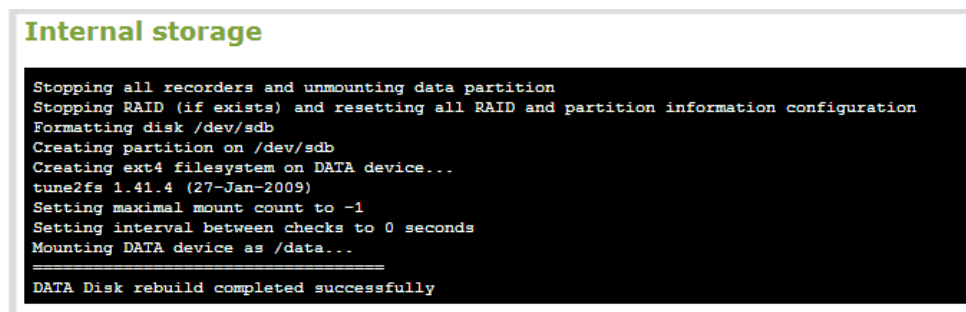 Internal storage
Stopping all recorders and unmounting data partition
Stopping RAID (if exists) and resetting all RAID and partition information configuration
Formatting disk /dev/sdb
Creating partition on /dev/sdb
Creating ext4 filesystem on DATA device...
tune2fs 1.41.4 (27-Jan-2009)
Setting maximal mount count to -1
Setting interval between checks to 0 seconds
Mounting DATA device as /data...
===================================
DATA Disk rebuild completed successfully